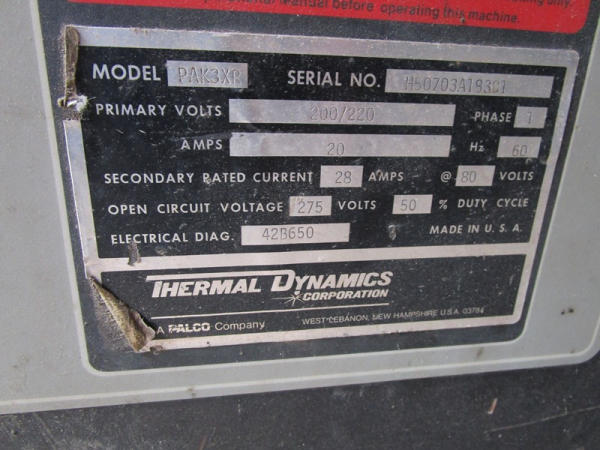 Manual before operating this machine.
MODEL PAK3XR SERIAL NO.
PRIMARY VOLTS 200/220 PHASE 1
AMPS 20 Hz 60
SECONDARY RATED CURRENT 28 AMPS @ 80 VOLTS
OPEN CIRCUIT VOLTAGE 275 VOLTS 50 % DUTY CYCLE
ELECTRICAL DIAG. 42B650 MADE IN U.S.A.
THERMAL DYNAMICS
CORPORATION
A PALCO Company WEST LEBANON, NEW HAMPSHIRE U.S.A. 03784